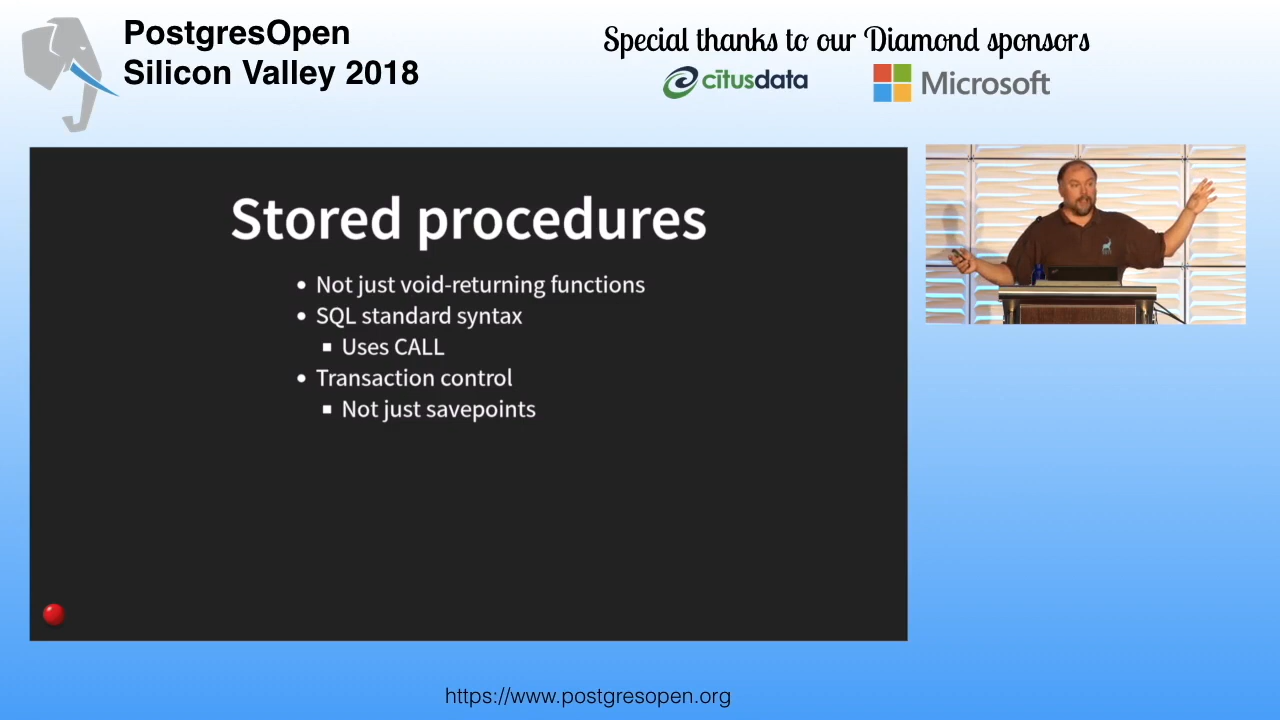 PostgresOpen
Silicon Valley 2018
Special thanks to our Diamond sponsors
citusdata
Microsoft
Stored procedures
Not just void-returning functions
SQL standard syntax
Uses CALL
Transaction control
Not just savepoints
https://www.postgresopen.org